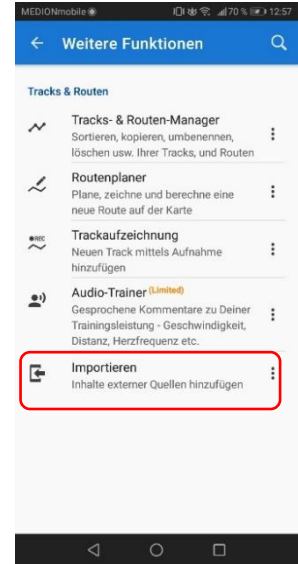 MEDIONmobile 70 % 12:57
Weitere Funktionen
Tracks & Routen
Tracks- & Routen-Manager
Sortieren, kopieren, umbenennen,
löschen usw. Ihrer Tracks, und Routen
Routenplaner
Plane, zeichne und berechne eine
neue Route auf der Karte
REC
Trackaufzeichnung
Neuen Track mittels Aufnahme
hinzufügen
Audio-Trainer (Limited)
Gesprochene Kommentare zu Deiner
Trainingsleistung - Geschwindigkeit,
Distanz, Herzfrequenz etc.
Importieren
Inhalte externer Quellen hinzufügen